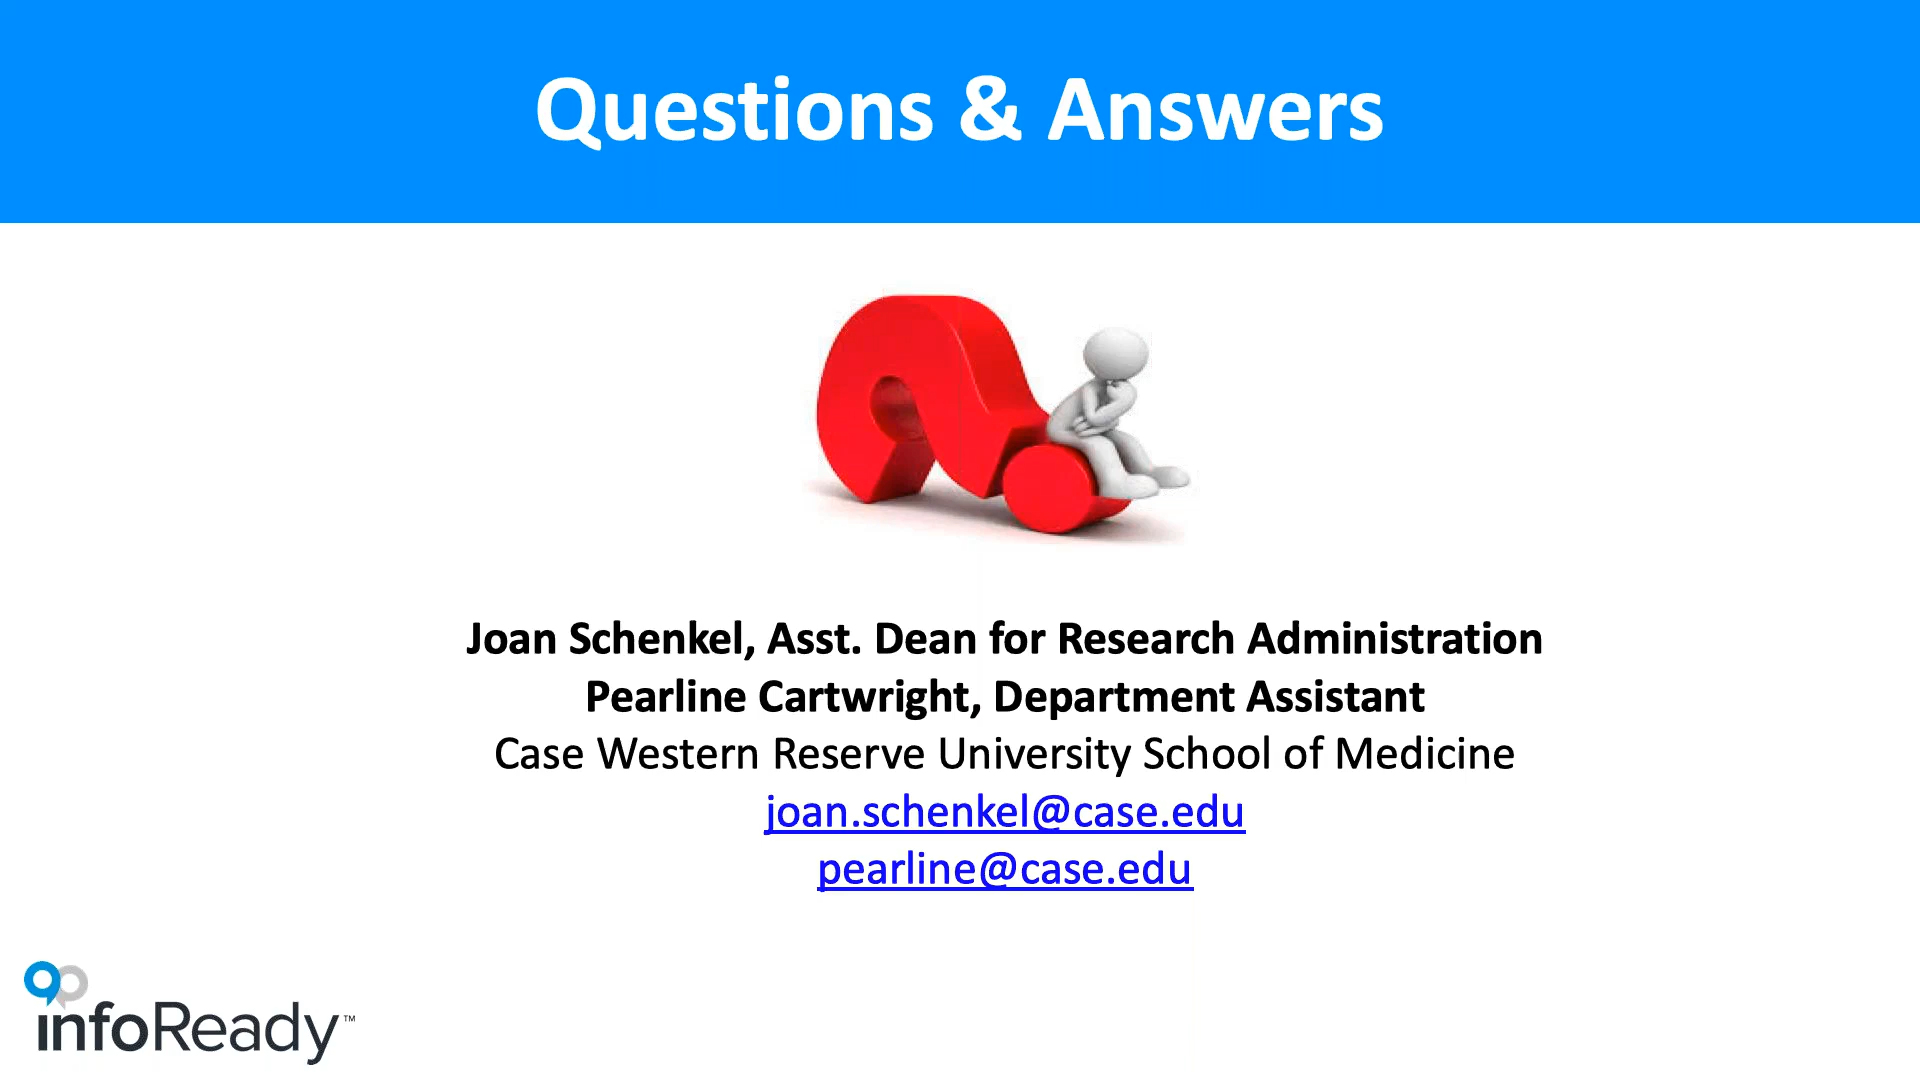 Questions & Answers
Joan Schenkel, Asst. Dean for Research Administration
Pearline Cartwright, Department Assistant
Case Western Reserve University School of Medicine
joan.schenkel@case.edu
pearline@case.edu
infoReady™